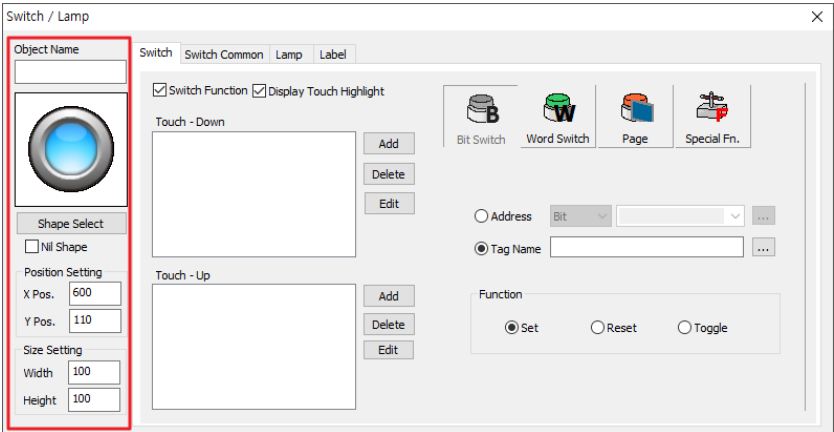 Switch / Lamp
Object Name
Shape Select
Nil Shape
Position Setting
X Pos. 600
Y Pos. 110
Size Setting
Width 100
Height 100
Switch Switch Common Lamp Label
Switch Function Display Touch Highlight
Touch - Down
Add
Delete
Edit
Touch - Up
Add
Delete
Edit
B W F
Bit Switch Word Switch Page Special Fn.
Address Bit ...
Tag Name ...
Function
Set Reset Toggle